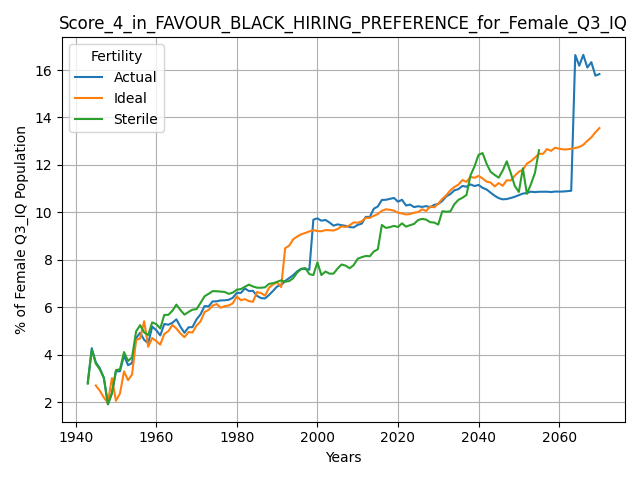 Score_4_in_FAVOUR_BLACK_HIRING_PREFERENCE_for_Female_Q3_IQ
Fertility
Actual
Ideal
Sterile
% of Female Q3_IQ Population
16
14
12
10
8
6
4
2
1940 1960 1980 2000 2020 2040 2060
Years